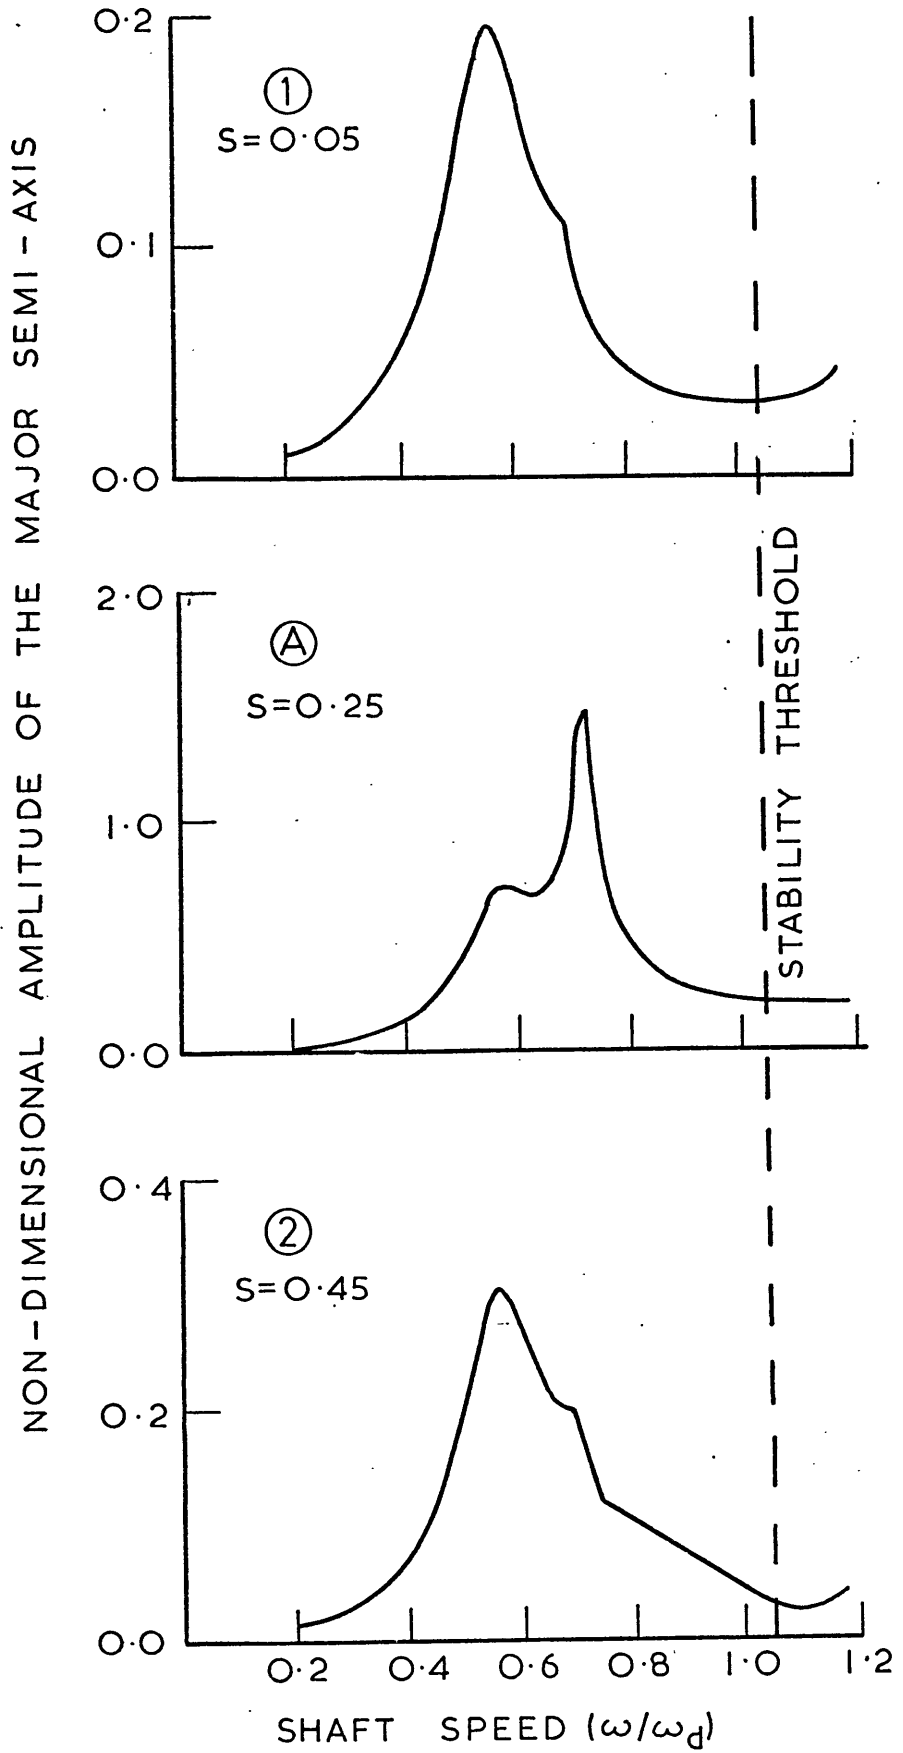 NON-DIMENSIONAL AMPLITUDE OF THE MAJOR SEMI-AXIS
0·2
①
S=0·05
0·1
0·0
2·0
Ⓐ
S=0·25
1·0
0·0
STABILITY THRESHOLD
0·4
②
S=0·45
0·2
0·0
0·2 0·4 0·6 0·8 1·0 1·2
SHAFT SPEED (ω/ωd)